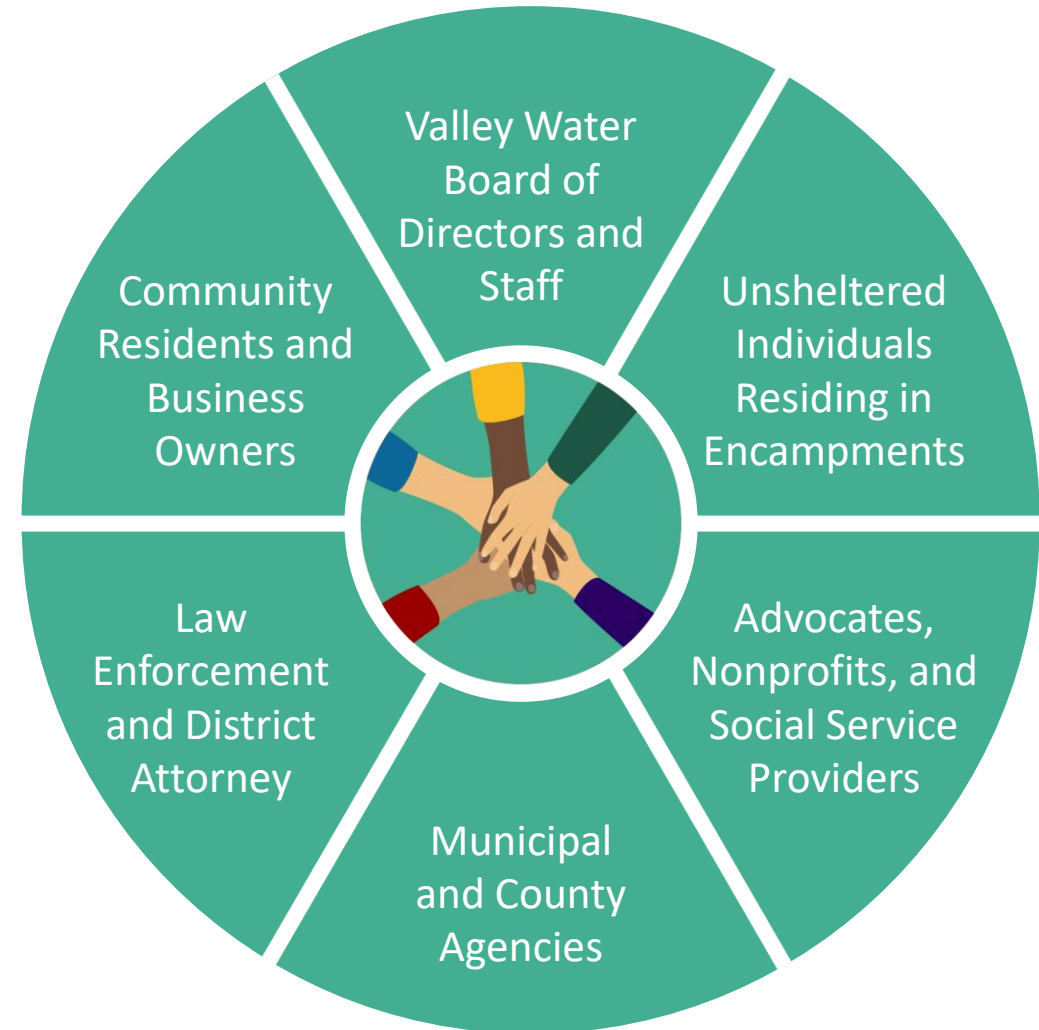 Valley Water
Board of
Directors and
Staff
Unsheltered
Individuals
Residing in
Encampments
Advocates,
Nonprofits, and
Social Service
Providers
Municipal
and County
Agencies
Law
Enforcement
and District
Attorney
Community
Residents and
Business
Owners